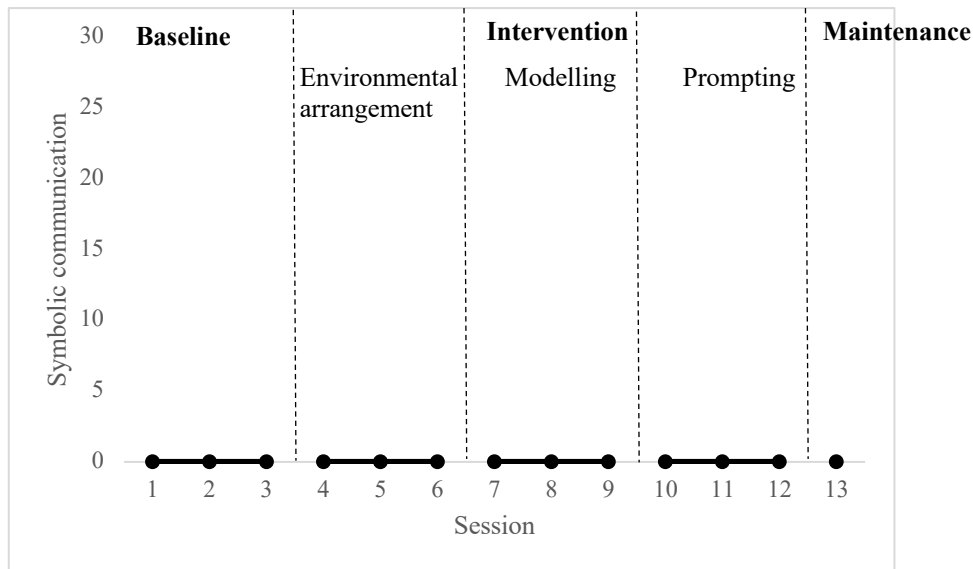 Baseline
Intervention
Maintenance
Environmental
arrangement
Modelling
Prompting
Symbolic communication
30
25
20
15
10
5
0
1 2 3 4 5 6 7 8 9 10 11 12 13
Session